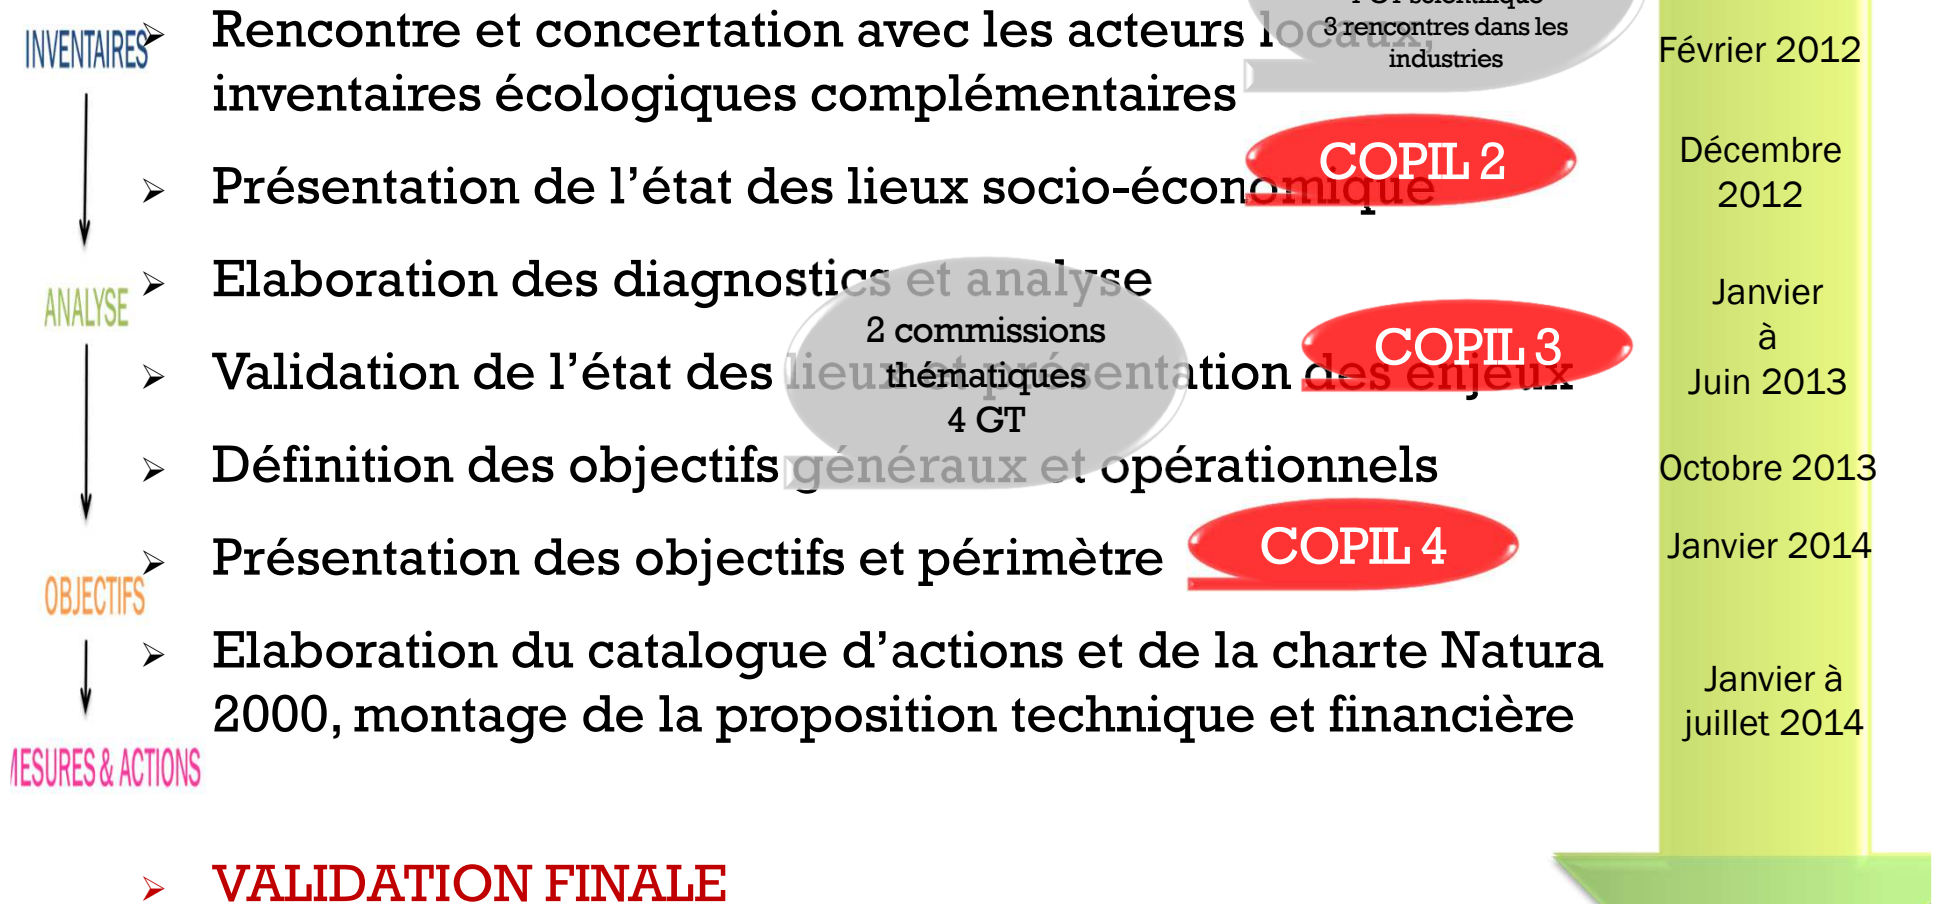 scientifique
3 rencontres dans les
industries
INVENTAIRES
Rencontre et concertation avec les acteurs locaux,
inventaires écologiques complémentaires
Février 2012
COPIL 2
Présentation de l’état des lieux socio-économique
Décembre
2012
ANALYSE
Elaboration des diagnostics et analyse
2 commissions
thématiques
4 GT
COPIL 3
Validation de l’état des lieux et présentation des enjeux
Janvier
à
Juin 2013
Définition des objectifs généraux et opérationnels
Octobre 2013
OBJECTIFS
Présentation des objectifs et périmètre
COPIL 4
Janvier 2014
Elaboration du catalogue d’actions et de la charte Natura
2000, montage de la proposition technique et financière
Janvier à
juillet 2014
MESURES & ACTIONS
VALIDATION FINALE